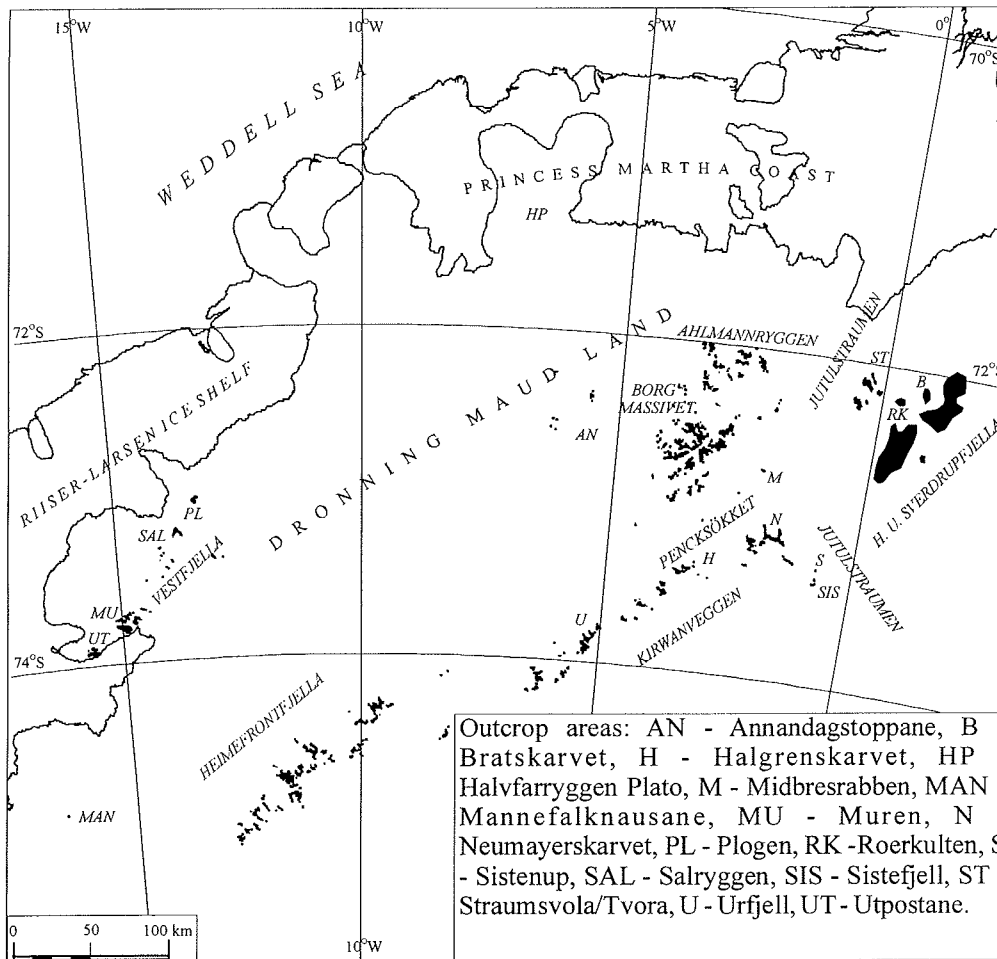 15°W
10°W
5°W
0°
70°S
WEDDELL SEA
PRINCESS MARTHA COAST
HP
72°S
AHLMANNRYGGEN
JUTULSTRAUMEN
ST
72°S
B
RK
BORG
MASSIVET
AN
RIISER-LARSEN ICE SHELF
DRONNING MAUD LAND
H. U. SVERDRUPFJELLA
M
PL
SAL
PENCKSÖKKET
N
JUTULSTRAUMEN
VESTFJELLA
H
S
SIS
MU
UT
U
KIRWANVEGGEN
74°S
HEIMEFRONTFJELLA
MAN
Outcrop areas: AN - Annandagstoppane, B
Bratskarvet, H - Halgrenskarvet, HP
Halvfarryggen Plato, M - Midbresrabben, MAN
Mannefalknausane, MU - Muren, N
Neumayerskarvet, PL - Plogen, RK -Roerkulten, S
- Sistenup, SAL - Salryggen, SIS - Sistefjell, ST
Straumsvola/Tvora, U - Urfjell, UT - Utpostane.
0 50 100 km
10°W